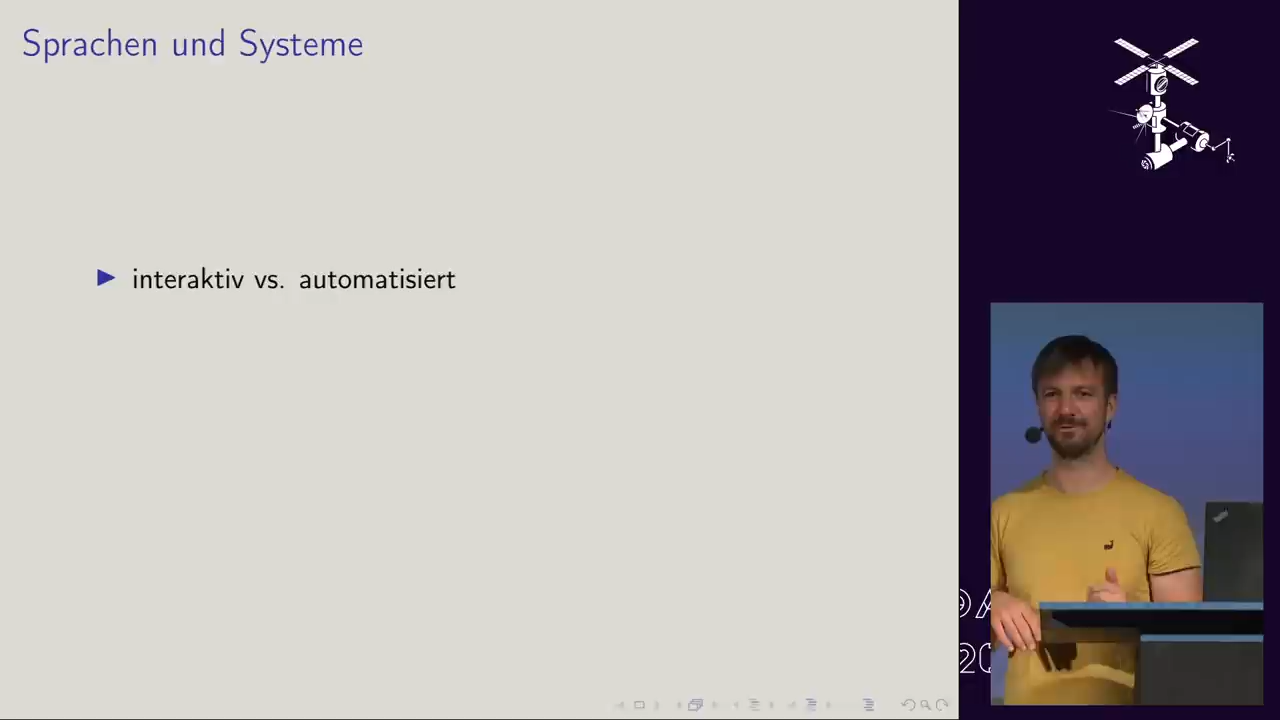 Sprachen und Systeme
interaktiv vs. automatisiert